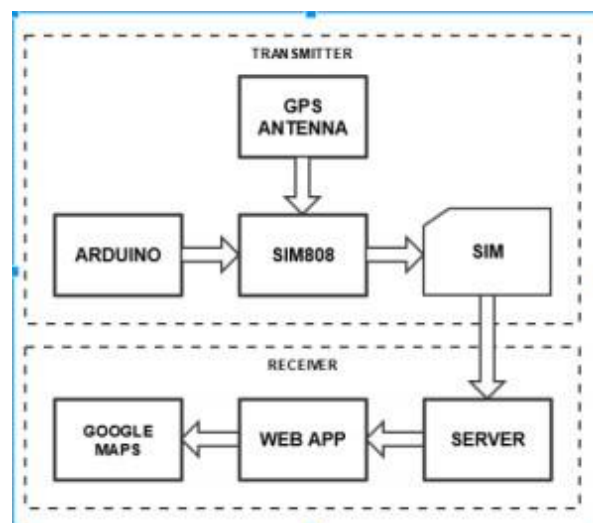 TRANSMITTER
GPS
ANTENNA
ARDUINO
SIM808
SIM
RECEIVER
GOOGLE
MAPS
WEB APP
SERVER